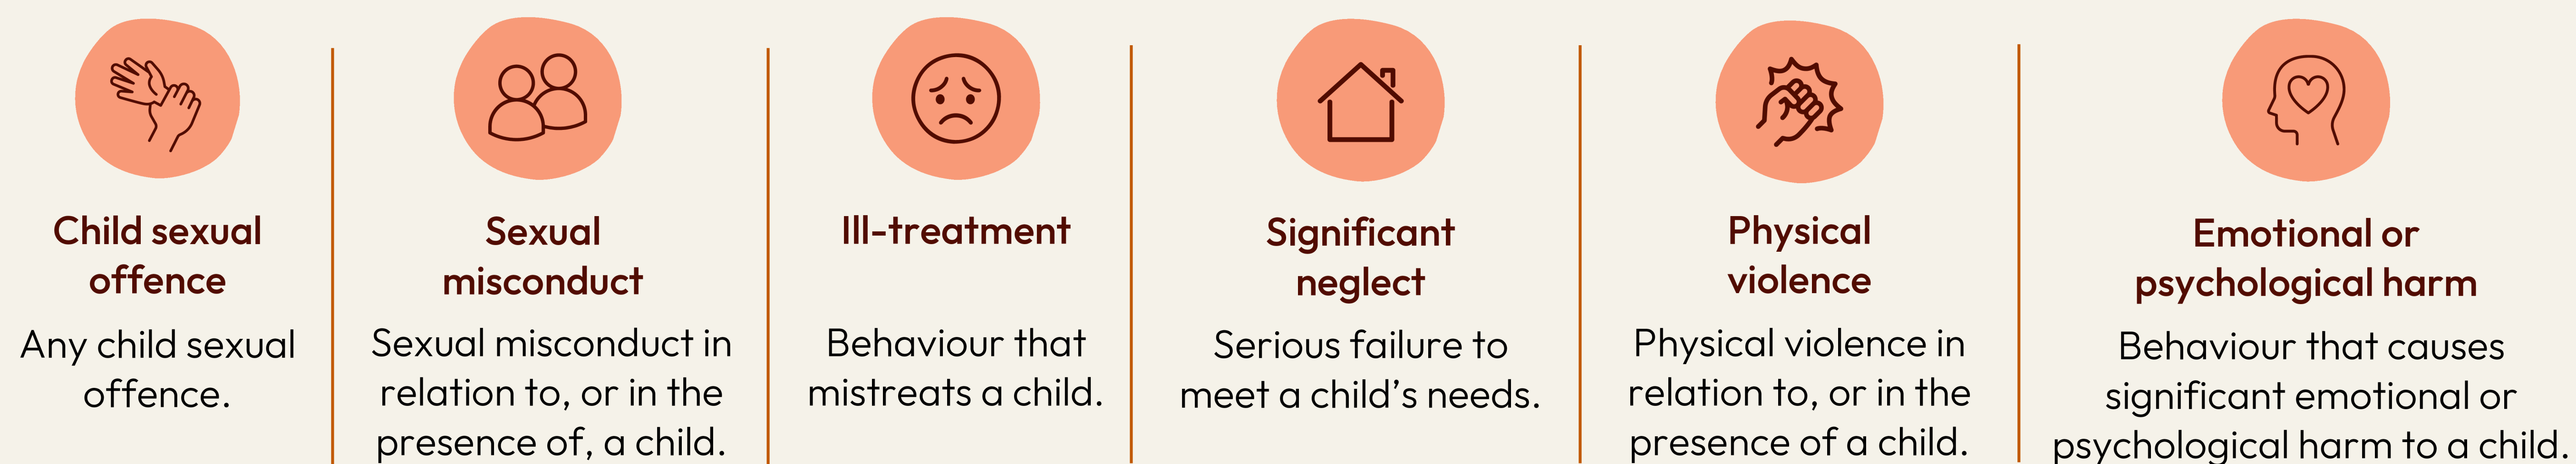 Child sexual
offence
Any child sexual
offence.
Sexual
misconduct
Sexual misconduct in
relation to, or in the
presence of, a child.
Ill-treatment
Behaviour that
mistreats a child.
Significant
neglect
Serious failure to
meet a child’s needs.
Physical
violence
Physical violence in
relation to, or in the
presence of a child.
Emotional or
psychological harm
Behaviour that causes
significant emotional or
psychological harm to a child.